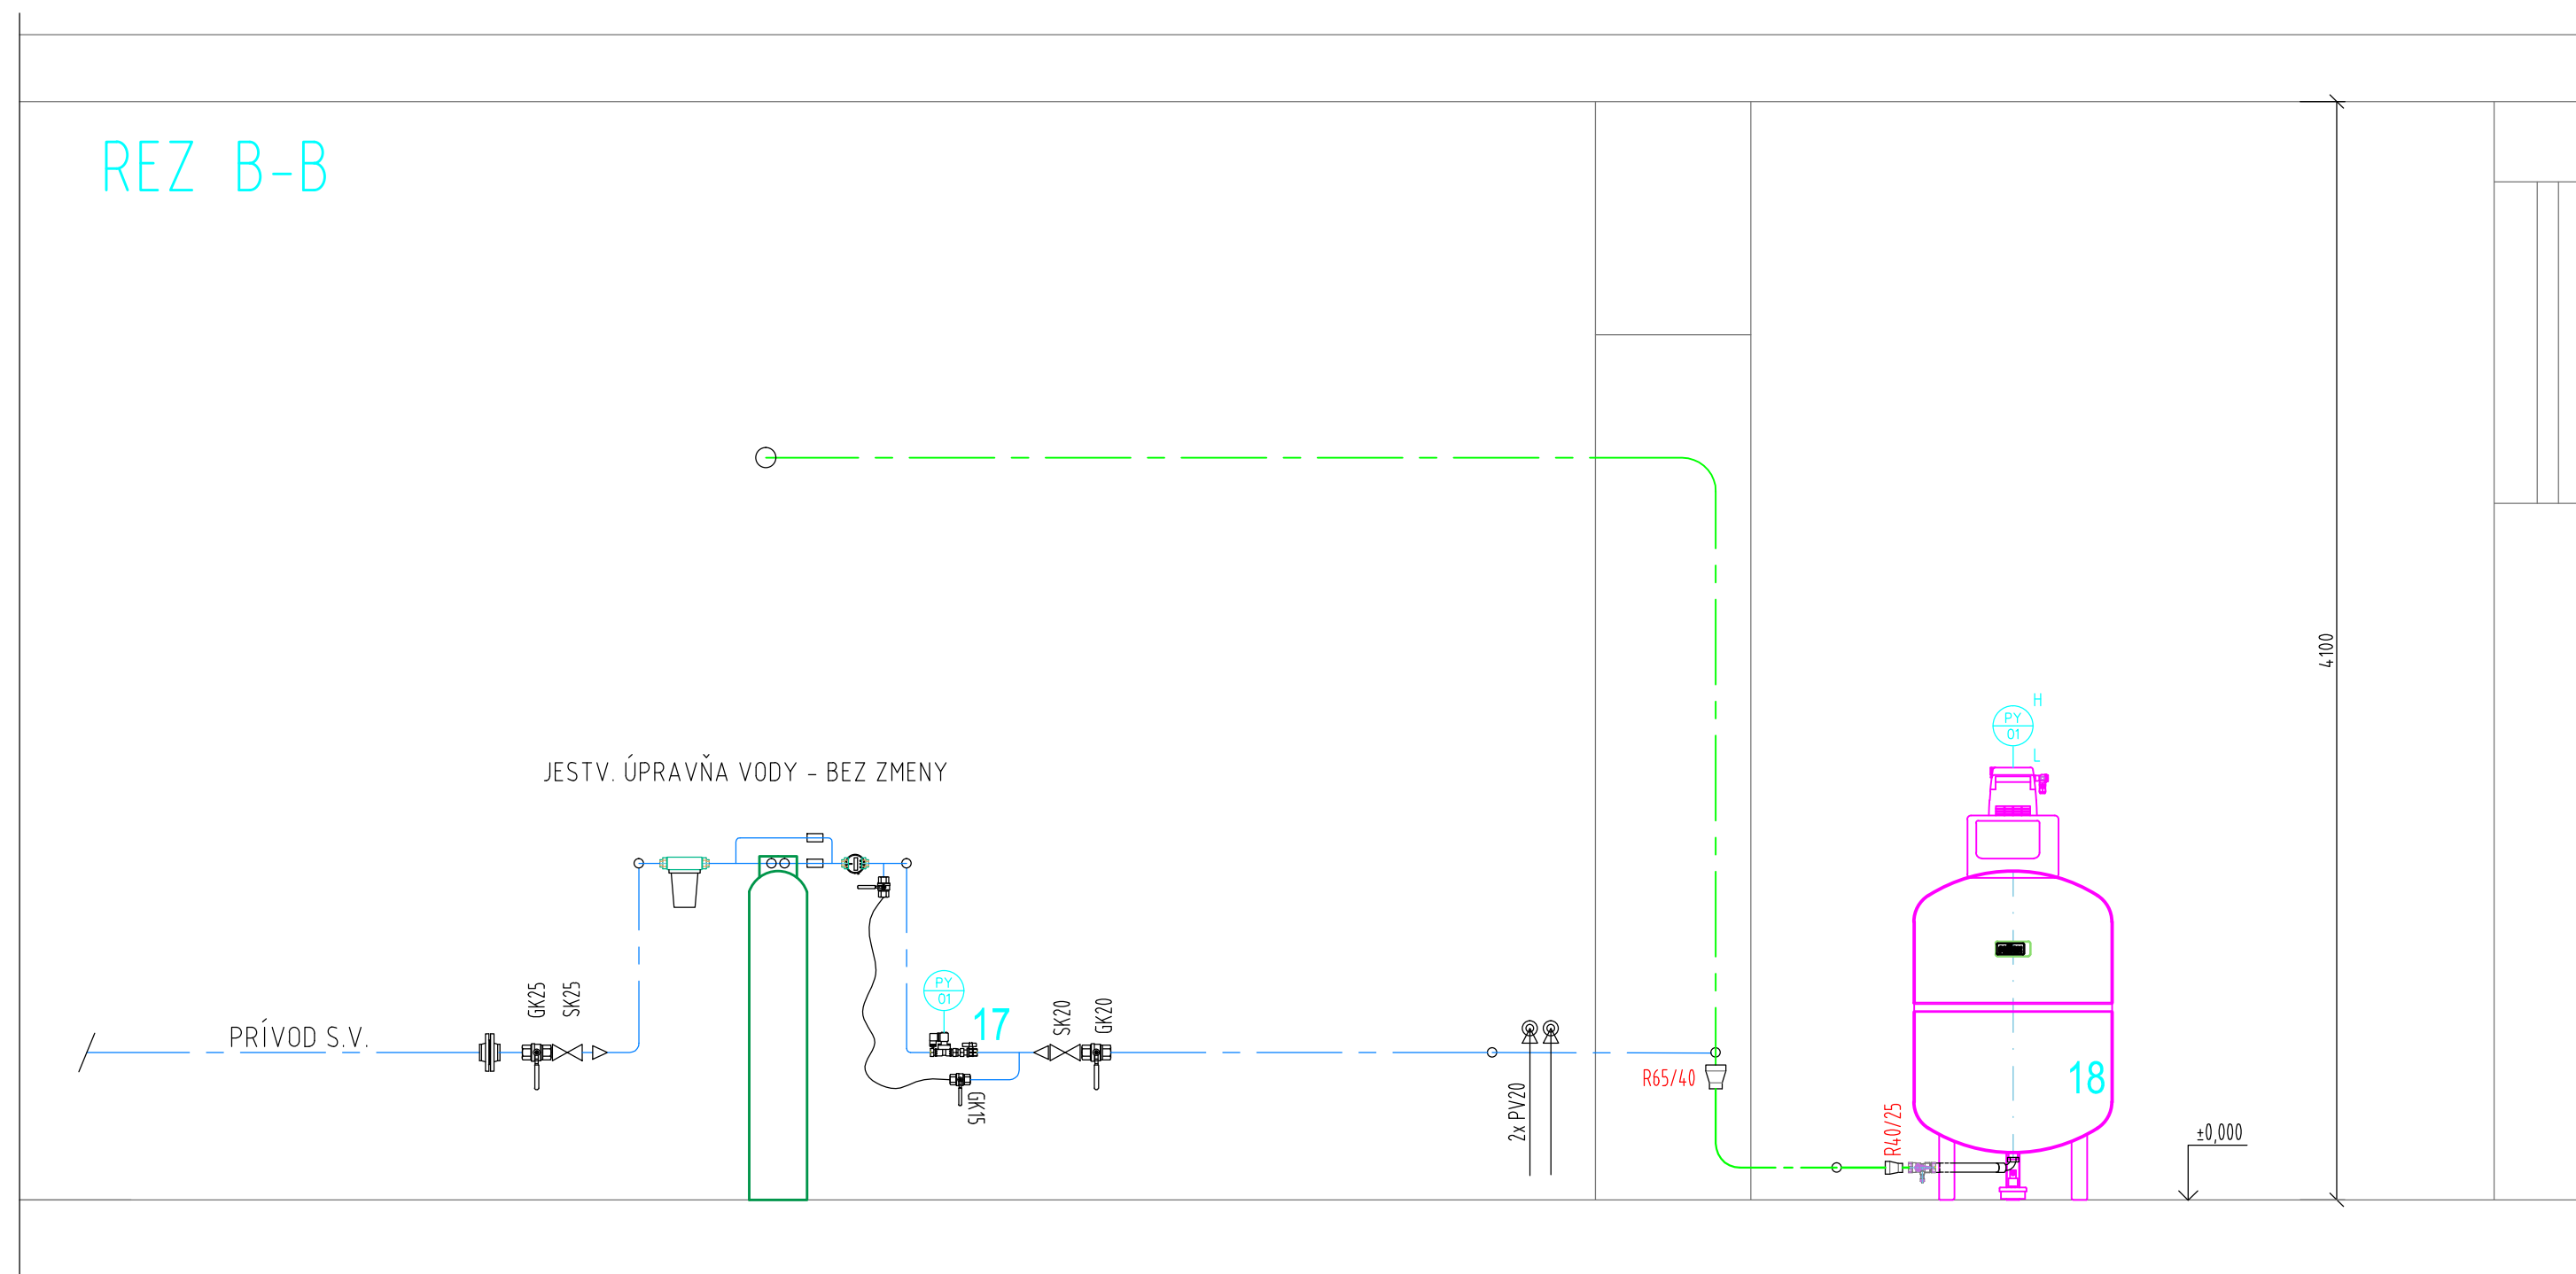 REZ B-B
4100
H
PY
01
L
JESTV. ÚPRAVŇA VODY - BEZ ZMENY
PRÍVOD S.V.
GK25
SK25
PY
01
17
SK20
GK20
GK15
2x PV20
R65/40
R40/25
18
±0,000